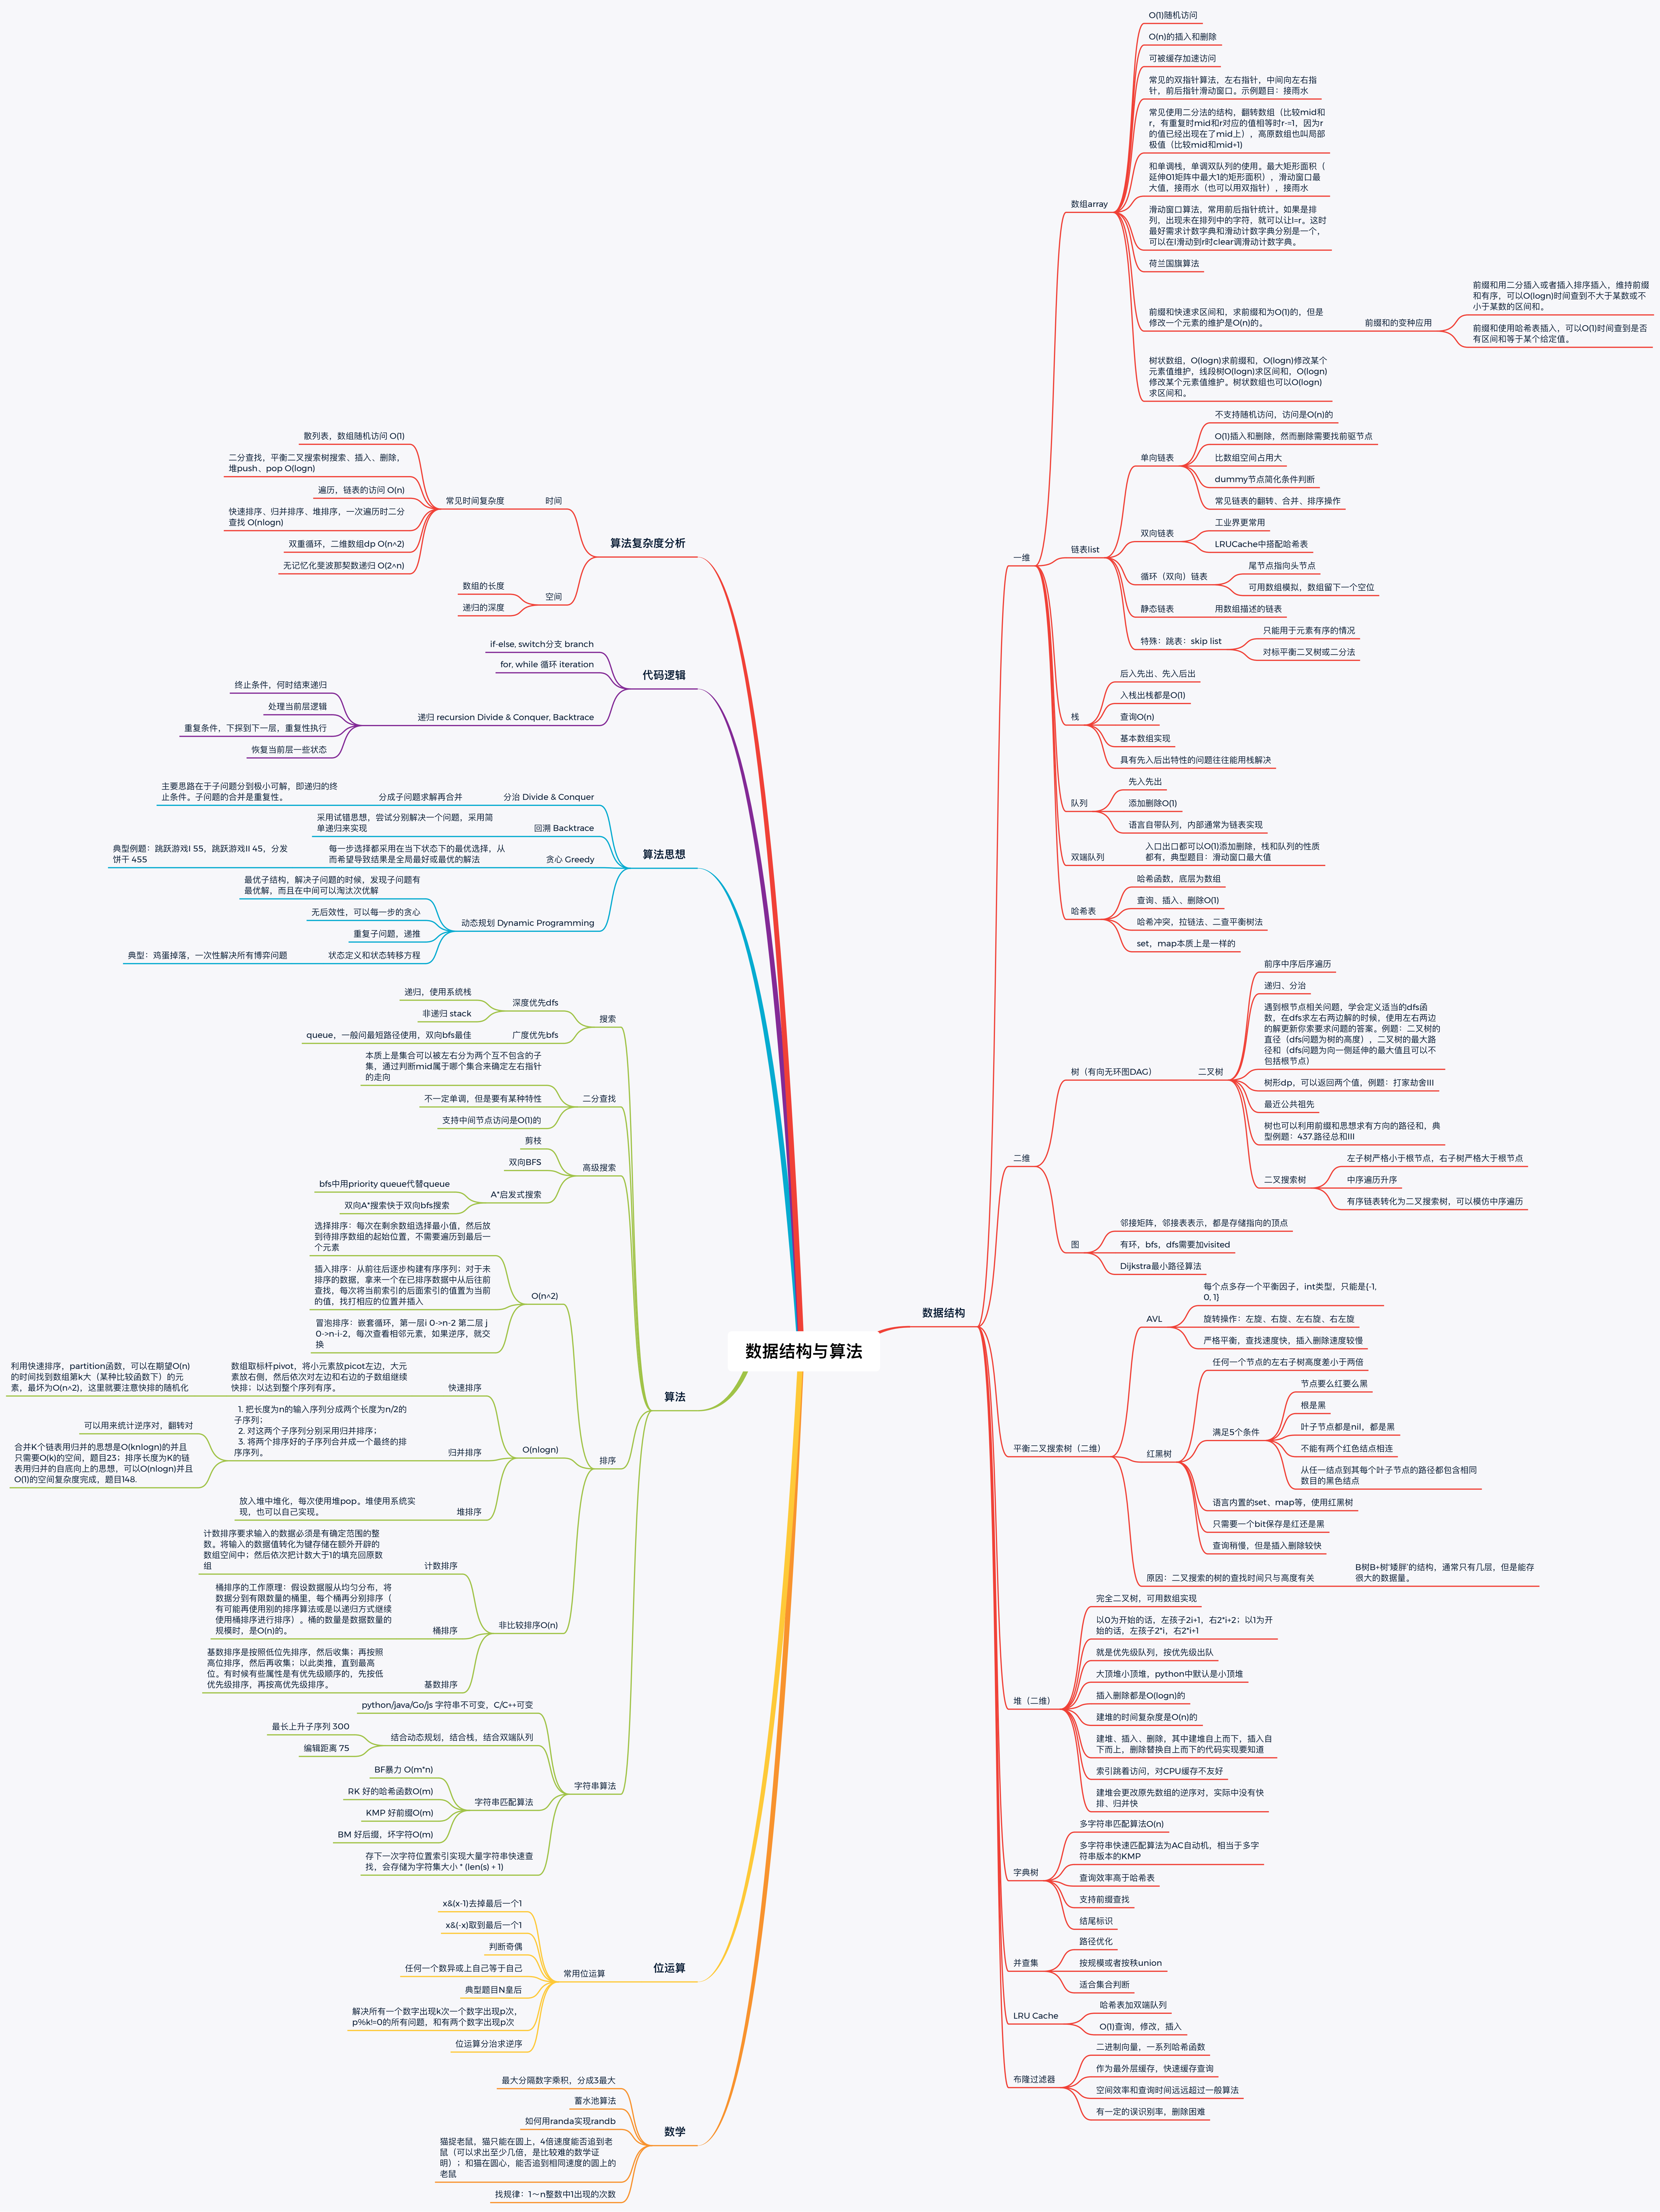 数据结构与算法
算法复杂度分析
时间
常见时间复杂度
散列表，数组随机访问 O(1)
二分查找，平衡二叉搜索树搜索、插入、删除，
堆push、pop O(logn)
遍历，链表的访问 O(n)
快速排序、归并排序、堆排序，一次遍历时二分
查找 O(nlogn)
双重循环，二维数组dp O(n^2)
无记忆化斐波那契数递归 O(2^n)
空间
数组的长度
递归的深度
代码逻辑
if-else, switch分支 branch
for, while 循环 iteration
递归 recursion Divide & Conquer, Backtrace
终止条件，何时结束递归
处理当前层逻辑
重复条件，下探到下一层，重复性执行
恢复当前层一些状态
算法思想
分治 Divide & Conquer
分成子问题求解再合并
主要思路在于子问题分到极小可解，即递归的终
止条件。子问题的合并是重复性。
回溯 Backtrace
采用试错思想，尝试分别解决一个问题，采用简
单递归来实现
贪心 Greedy
每一步选择都采用在当下状态下的最优选择，从
而希望导致结果是全局最好或最优的解法
典型例题：跳跃游戏I 55，跳跃游戏II 45，分发
饼干 455
动态规划 Dynamic Programming
最优子结构，解决子问题的时候，发现子问题有
最优解，而且在中间可以淘汰次优解
无后效性，可以每一步的贪心
重复子问题，递推
状态定义和状态转移方程
典型：鸡蛋掉落，一次性解决所有博弈问题
算法
搜索
深度优先dfs
递归，使用系统栈
非递归 stack
广度优先bfs
queue，一般问最短路径使用，双向bfs最佳
二分查找
本质上是集合可以被左右分为两个互不包含的子
集，通过判断mid属于哪个集合来确定左右指针
的走向
不一定单调，但是要有某种特性
支持中间节点访问是O(1)的
高级搜索
剪枝
双向BFS
A*启发式搜索
bfs中用priority queue代替queue
双向A*搜索快于双向bfs搜索
排序
O(n^2)
选择排序：每次在剩余数组选择最小值，然后放
到待排序数组的起始位置，不需要遍历到最后一
个元素
插入排序：从前往后逐步构建有序序列；对于未
排序的数据，拿来一个在已排序数据中从后往前
查找，每次将当前索引的后面索引的值置为当前
的值，找打相应的位置并插入
冒泡排序：嵌套循环，第一层i 0->n-2 第二层 j
0->n-i-2，每次查看相邻元素，如果逆序，就交
换
O(nlogn)
快速排序
数组取标杆pivot，将小元素放picot左边，大元
素放右侧，然后依次对左边和右边的子数组继续
快排；以达到整个序列有序。
利用快速排序，partition函数，可以在期望O(n)
的时间找到数组第k大（某种比较函数下）的元
素，最坏为O(n^2)，这里就要注意快排的随机化
归并排序
1. 把长度为n的输入序列分成两个长度为n/2的
子序列；
2. 对这两个子序列分别采用归并排序；
3. 将两个排序好的子序列合并成一个最终的排
序序列。
可以用来统计逆序对，翻转对
合并K个链表用归并的思想是O(knlogn)的并且
只需要O(k)的空间，题目23；排序长度为K的链
表用归并的自底向上的思想，可以O(nlogn)并且
O(1)的空间复杂度完成，题目148.
堆排序
放入堆中堆化，每次使用堆pop。堆使用系统实
现，也可以自己实现。
非比较排序O(n)
计数排序
计数排序要求输入的数据必须是有确定范围的整
数。将输入的数据值转化为键存储在额外开辟的
数组空间中；然后依次把计数大于1的填充回原数
组
桶排序
桶排序的工作原理：假设数据服从均匀分布，将
数据分到有限数量的桶里，每个桶再分别排序（
有可能再使用别的排序算法或是以递归方式继续
使用桶排序进行排序）。桶的数量是数据数量的
规模时，是O(n)的。
基数排序
基数排序是按照低位先排序，然后收集；再按照
高位排序，然后再收集；以此类推，直到最高
位。有时候有些属性是有优先级顺序的，先按低
优先级排序，再按高优先级排序。
字符串算法
python/java/Go/js 字符串不可变，C/C++可变
结合动态规划，结合栈，结合双端队列
最长上升子序列 300
编辑距离 75
字符串匹配算法
BF暴力 O(m*n)
RK 好的哈希函数O(m)
KMP 好前缀O(m)
BM 好后缀，坏字符O(m)
存下一次字符位置索引实现大量字符串快速查
找，会存储为字符集大小 * (len(s) + 1)
位运算
常用位运算
x&(x-1)去掉最后一个1
x&(-x)取到最后一个1
判断奇偶
任何一个数异或上自己等于自己
典型题目N皇后
解决所有一个数字出现k次一个数字出现p次，
p%k!=0的所有问题，和有两个数字出现p次
位运算分治求逆序
数学
最大分隔数字乘积，分成3最大
蓄水池算法
如何用randa实现randb
猫捉老鼠，猫只能在圆上，4倍速度能否追到老
鼠（可以求出至少几倍，是比较难的数学证
明）；和猫在圆心，能否追到相同速度的圆上的
老鼠
找规律：1～n整数中1出现的次数
数据结构
一维
数组array
O(1)随机访问
O(n)的插入和删除
可被缓存加速访问
常见的双指针算法，左右指针，中间向左右指
针，前后指针滑动窗口。示例题目：接雨水
常见使用二分法的结构，翻转数组（比较mid和
r，有重复时mid和r对应的值相等时r-=1，因为r
的值已经出现在了mid上），高原数组也叫局部
极值（比较mid和mid+1)
和单调栈，单调双队列的使用。最大矩形面积（
延伸01矩阵中最大1的矩形面积），滑动窗口最
大值，接雨水（也可以用双指针），接雨水
滑动窗口算法，常用前后指针统计。如果是排
列，出现未在排列中的字符，就可以让l=r。这时
最好需求计数字典和滑动计数字典分别是一个，
可以在l滑动到r时clear调滑动计数字典。
荷兰国旗算法
前缀和快速求区间和，求前缀和为O(1)的，但是
修改一个元素的维护是O(n)的。
前缀和的变种应用
前缀和用二分插入或者插入排序插入，维持前缀
和有序，可以O(logn)时间查到不大于某数或不
小于某数的区间和。
前缀和使用哈希表插入，可以O(1)时间查到是否
有区间和等于某个给定值。
树状数组，O(logn)求前缀和，O(logn)修改某个
元素值维护，线段树O(logn)求区间和，O(logn)
修改某个元素值维护。树状数组也可以O(logn)
求区间和。
链表list
单向链表
不支持随机访问，访问是O(n)的
O(1)插入和删除，然而删除需要找前驱节点
比数组空间占用大
dummy节点简化条件判断
常见链表的翻转、合并、排序操作
双向链表
工业界更常用
LRUCache中搭配哈希表
循环（双向）链表
尾节点指向头节点
可用数组模拟，数组留下一个空位
静态链表
用数组描述的链表
特殊：跳表：skip list
只能用于元素有序的情况
对标平衡二叉树或二分法
栈
后入先出、先入后出
入栈出栈都是O(1)
查询O(n)
基本数组实现
具有先入后出特性的问题往往能用栈解决
队列
先入先出
添加删除O(1)
语言自带队列，内部通常为链表实现
双端队列
入口出口都可以O(1)添加删除，栈和队列的性质
都有，典型题目：滑动窗口最大值
哈希表
哈希函数，底层为数组
查询、插入、删除O(1)
哈希冲突，拉链法、二查平衡树法
set，map本质上是一样的
二维
树（有向无环图DAG）
二叉树
前序中序后序遍历
递归、分治
遇到根节点相关问题，学会定义适当的dfs函
数，在dfs求左右两边解的时候，使用左右两边
的解更新你索要求问题的答案。例题：二叉树的
直径（dfs问题为树的高度），二叉树的最大路
径和（dfs问题为向一侧延伸的最大值且可以不
包括根节点）
树形dp，可以返回两个值，例题：打家劫舍III
最近公共祖先
树也可以利用前缀和思想求有方向的路径和，典
型例题：437.路径总和III
二叉搜索树
左子树严格小于根节点，右子树严格大于根节点
中序遍历升序
有序链表转化为二叉搜索树，可以模仿中序遍历
图
邻接矩阵，邻接表表示，都是存储指向的顶点
有环，bfs，dfs需要加visited
Dijkstra最小路径算法
平衡二叉搜索树（二维）
AVL
每个点多存一个平衡因子，int类型，只能是{-1,
0, 1}
旋转操作：左旋、右旋、左右旋、右左旋
严格平衡，查找速度快，插入删除速度较慢
红黑树
任何一个节点的左右子树高度差小于两倍
满足5个条件
节点要么红要么黑
根是黑
叶子节点都是nil，都是黑
不能有两个红色结点相连
从任一结点到其每个叶子节点的路径都包含相同
数目的黑色结点
语言内置的set、map等，使用红黑树
只需要一个bit保存是红还是黑
查询稍慢，但是插入删除较快
原因：二叉搜索的树的查找时间只与高度有关
B树B+树‘矮胖’的结构，通常只有几层，但是能存
很大的数据量。
堆（二维）
完全二叉树，可用数组实现
以0为开始的话，左孩子2i+1，右2*i+2；以1为开
始的话，左孩子2*i，右2*i+1
就是优先级队列，按优先级出队
大顶堆小顶堆，python中默认是小顶堆
插入删除都是O(logn)的
建堆的时间复杂度是O(n)的
建堆、插入、删除，其中建堆自上而下，插入自
下而上，删除替换自上而下的代码实现要知道
索引跳着访问，对CPU缓存不友好
建堆会更改原先数组的逆序对，实际中没有快
排、归并快
字典树
多字符串匹配算法O(n)
多字符串快速匹配算法为AC自动机，相当于多字
符串版本的KMP
查询效率高于哈希表
支持前缀查找
结尾标识
并查集
路径优化
按规模或者按秩union
适合集合判断
LRU Cache
哈希表加双端队列
O(1)查询，修改，插入
布隆过滤器
二进制向量，一系列哈希函数
作为最外层缓存，快速缓存查询
空间效率和查询时间远远超过一般算法
有一定的误识别率，删除困难